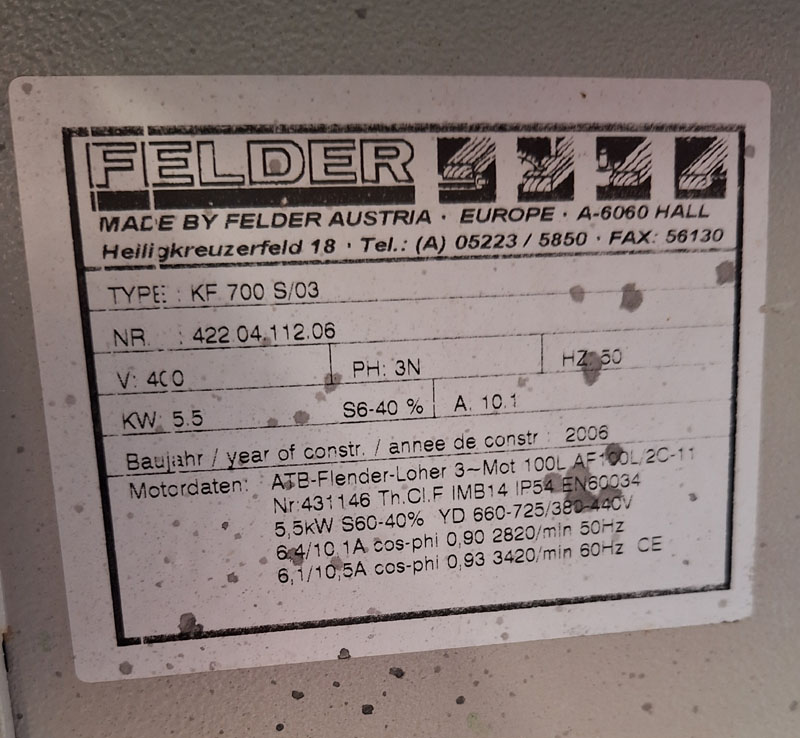 FELDER
MADE BY FELDER AUSTRIA · EUROPE · A-6060 HALL
Heiligkreuzerfeld 18 · Tel.: (A) 05223 / 5850 · FAX: 56130
TYPE : KF 700 S/03
NR. : 422.04.112.06
V: 400 PH: 3N HZ: 50
KW: 5.5 S6-40 % A. 10.1
Baujahr / year of constr. / annee de constr : 2006
Motordaten: ATB-Flender-Loher 3~Mot 100L AF100L/2C-11
Nr:431146 Th.Cl.F IMB14 IP54 EN60034
5,5kW S60-40% YD 660-725/380-440V
6,4/10,1A cos-phi 0,90 2820/min 50Hz
6,1/10,5A cos-phi 0,93 3420/min 60Hz CE